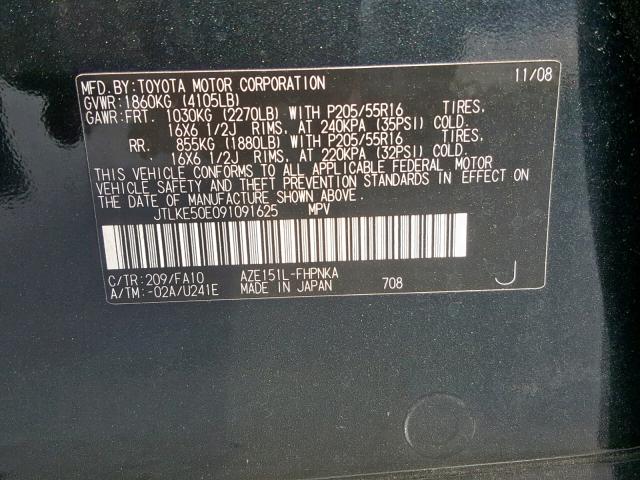 MFD. BY: TOYOTA MOTOR CORPORATION 11/08
GVWR: 1860KG (4105LB)
GAWR: FRT. 1030KG (2270LB) WITH P205/55R16 TIRES,
16X6 1/2J RIMS, AT 240KPA (35PSI) COLD.
RR. 855KG (1880LB) WITH P205/55R16 TIRES,
16X6 1/2J RIMS, AT 220KPA (32PSI) COLD.
THIS VEHICLE CONFORMS TO ALL APPLICABLE FEDERAL MOTOR
VEHICLE SAFETY AND THEFT PREVENTION STANDARDS IN EFFECT ON
THE DATE OF MANUFACTURE SHOWN ABOVE.
JTLKE50E091091625 MPV
C/TR: 209/FA10 AZE151L-FHPNKA
A/TM: -02A/U241E MADE IN JAPAN 708 J